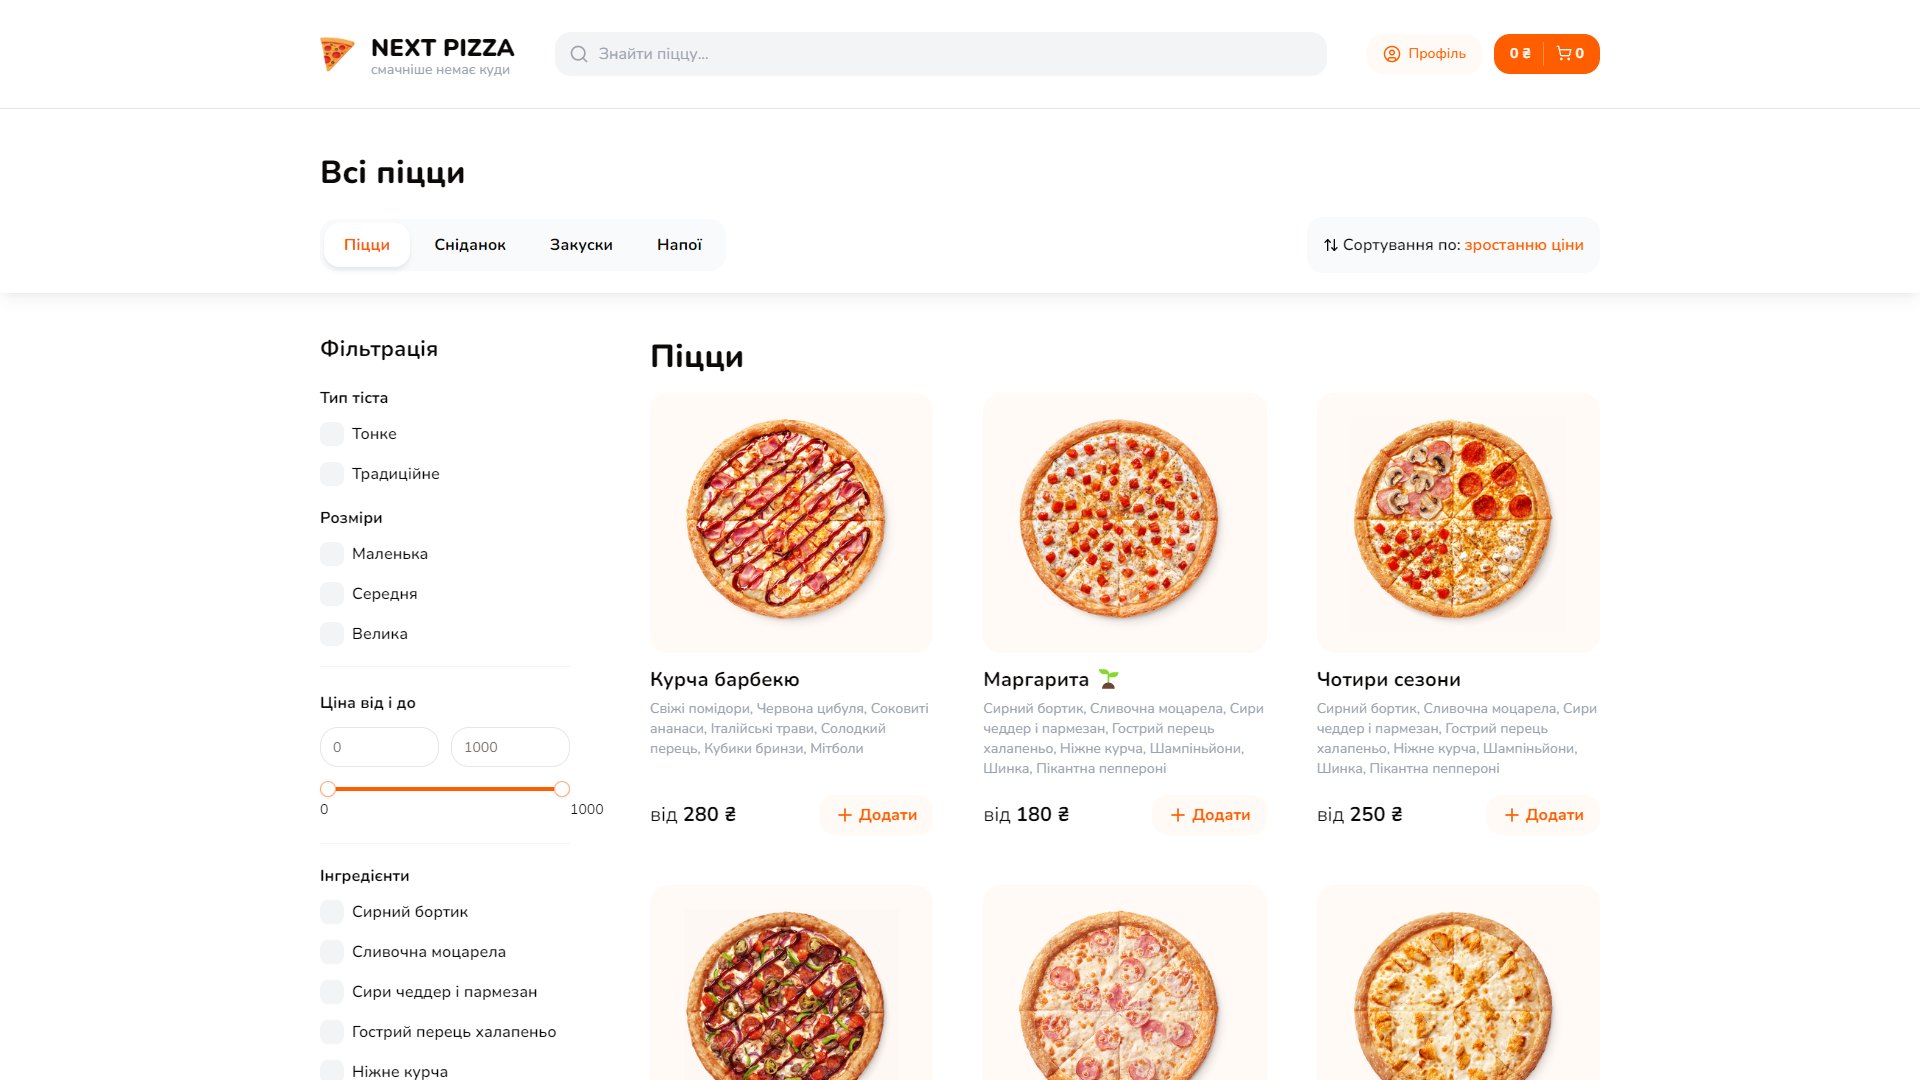 NEXT PIZZA
смачніше немає куди
Знайти піццу...
Профіль
0 ₴
0
Всі піцци
Піцци
Сніданок
Закуски
Напої
Сортування по: зростанню ціни
Фільтрація
Тип тіста
Тонке
Традиційне
Розміри
Маленька
Середня
Велика
Ціна від і до
0
1000
0
1000
Інгредієнти
Сирний бортик
Сливочна моцарела
Сири чеддер і пармезан
Гострий перець халапеньо
Ніжне курча
Піцци
Курча барбекю
Свіжі помідори, Червона цибуля, Соковиті
ананаси, Італійські трави, Солодкий
перець, Кубики бринзи, Мітболи
від 280 ₴
Додати
Маргарита 🌱
Сирний бортик, Сливочна моцарела, Сири
чеддер і пармезан, Гострий перець
халапеньо, Ніжне курча, Шампіньйони,
Шинка, Пікантна пеппероні
від 180 ₴
Додати
Чотири сезони
Сирний бортик, Сливочна моцарела, Сири
чеддер і пармезан, Гострий перець
халапеньо, Ніжне курча, Шампіньйони,
Шинка, Пікантна пеппероні
від 250 ₴
Додати